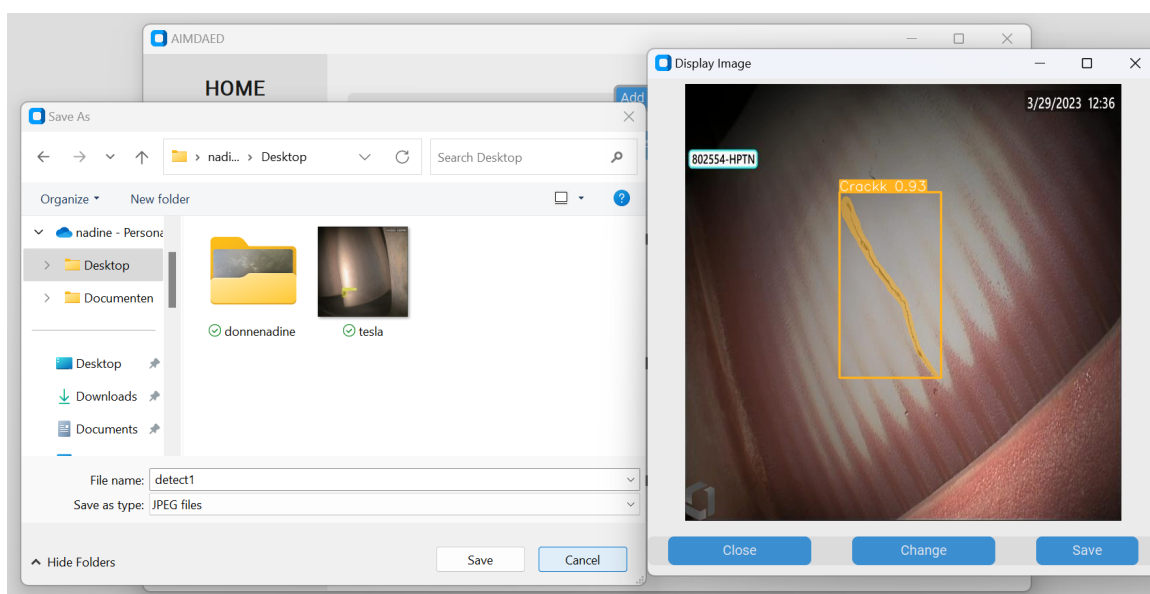 AIMDAED
HOME
Add
Save As
nadi... > Desktop
Search Desktop
Organize
New folder
?
nadine - Persona
Desktop
Documenten
Desktop
Downloads
Documents
donnenadine
tesla
File name: detect1
Save as type: JPEG files
Hide Folders
Save
Cancel
Display Image
3/29/2023 12:36
802554-HPTN
Crackk 0.93
Close
Change
Save